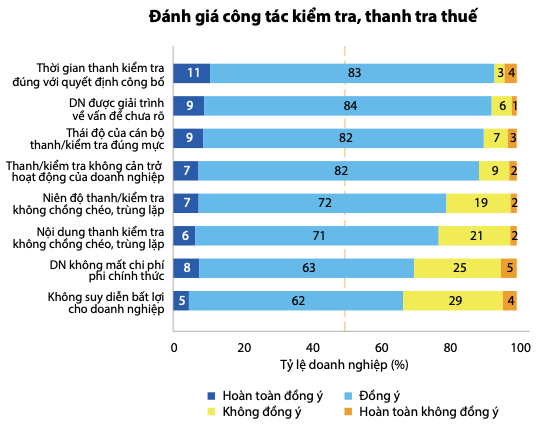 Đánh giá công tác kiểm tra, thanh tra thuế
Thời gian thanh kiểm tra
đúng với quyết định công bố
11 83 3 4
DN được giải trình
về vấn đề chưa rõ
9 84 6 1
Thái độ của cán bộ
thanh/kiểm tra đúng mực
9 82 7 3
Thanh/kiểm tra không cản trở
hoạt động của doanh nghiệp
7 82 9 2
Niên độ thanh/kiểm tra
không chồng chéo, trùng lặp
7 72 19 2
Nội dung thanh kiểm tra
không chồng chéo, trùng lặp
6 71 21 2
DN không mất chi phí
phi chính thức
8 63 25 5
Không suy diễn bất lợi
cho doanh nghiệp
5 62 29 4
0 20 40 60 80 100
Tỷ lệ doanh nghiệp (%)
Hoàn toàn đồng ý Đồng ý
Không đồng ý Hoàn toàn không đồng ý